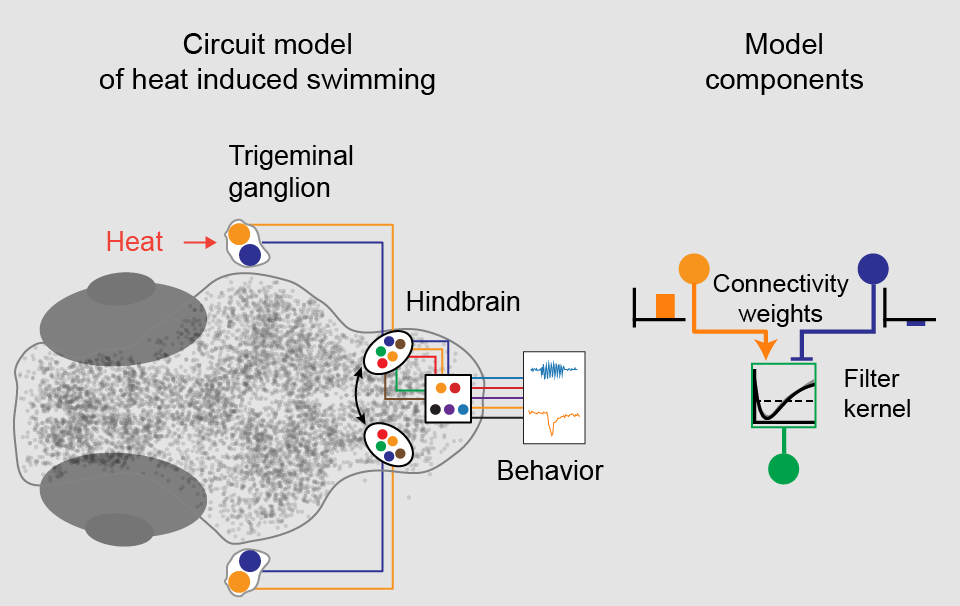 Circuit model
of heat induced swimming
Model
components
Trigeminal
ganglion
Heat
Hindbrain
Behavior
Connectivity
weights
Filter
kernel